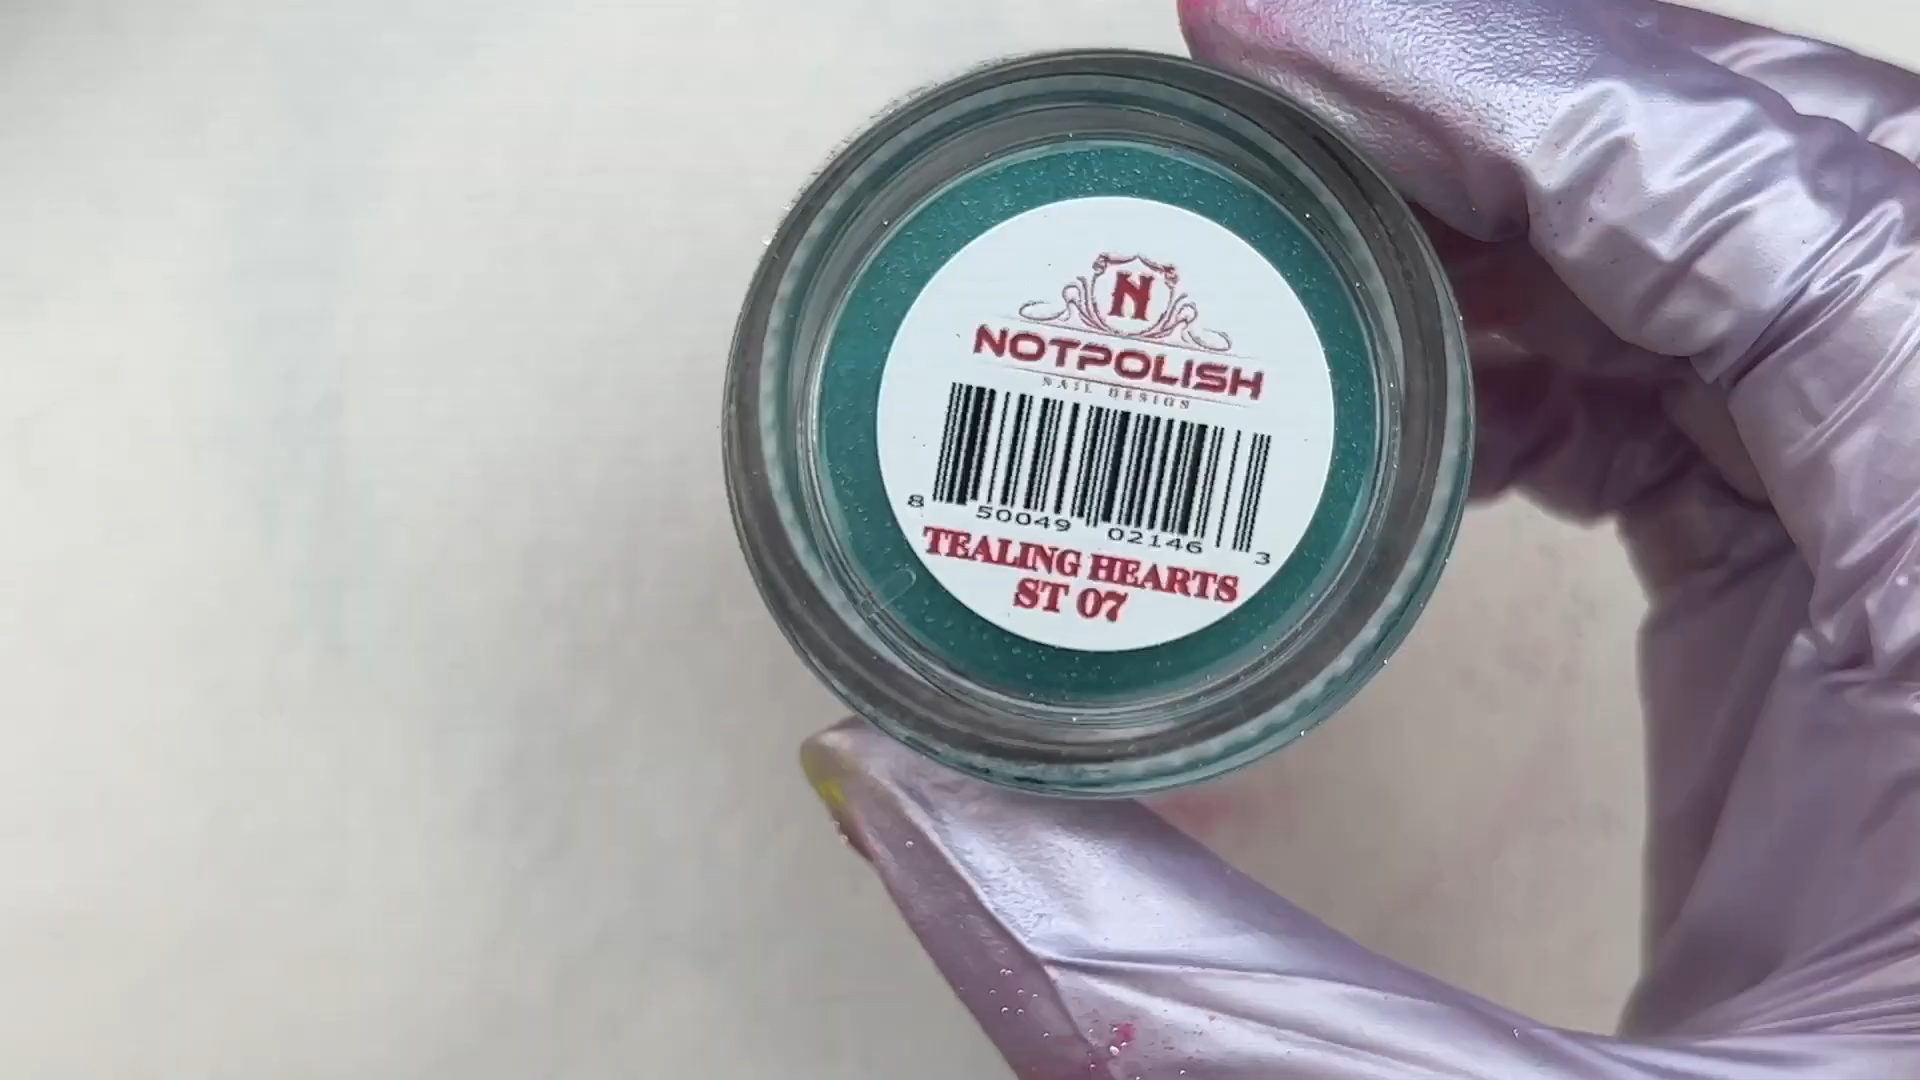 N
NOTPOLISH
NAIL DESIGN
8 50049 02146 3
TEALING HEARTS
ST 07